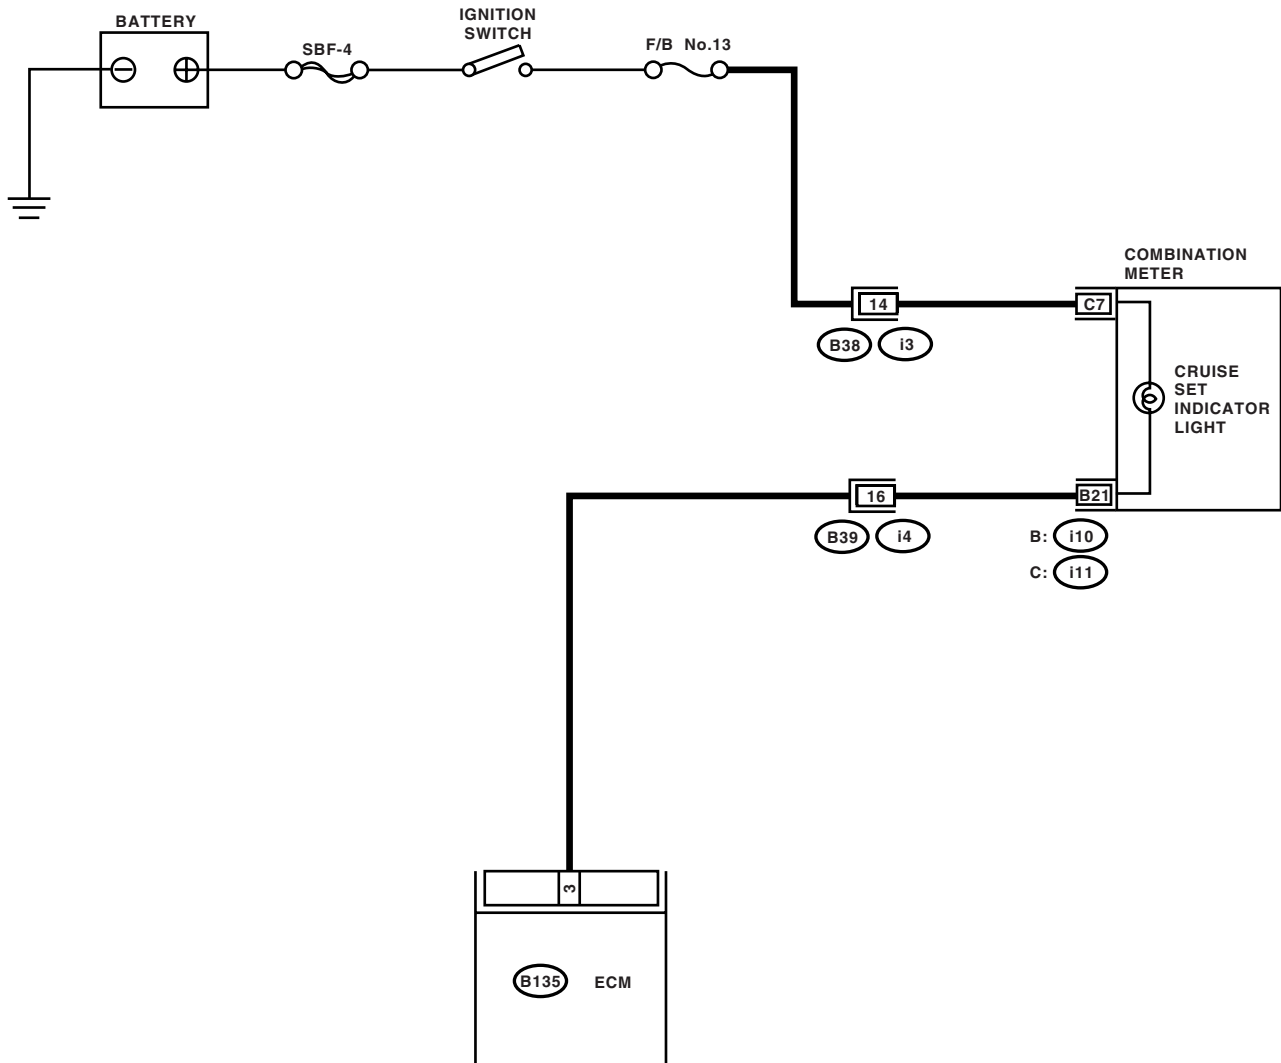 BATTERY
SBF-4
IGNITION
SWITCH
F/B No.13
COMBINATION
METER
14
C7
B38
i3
CRUISE
SET
INDICATOR
LIGHT
16
B21
B39
i4
B: i10
C: i11
3
B135
ECM